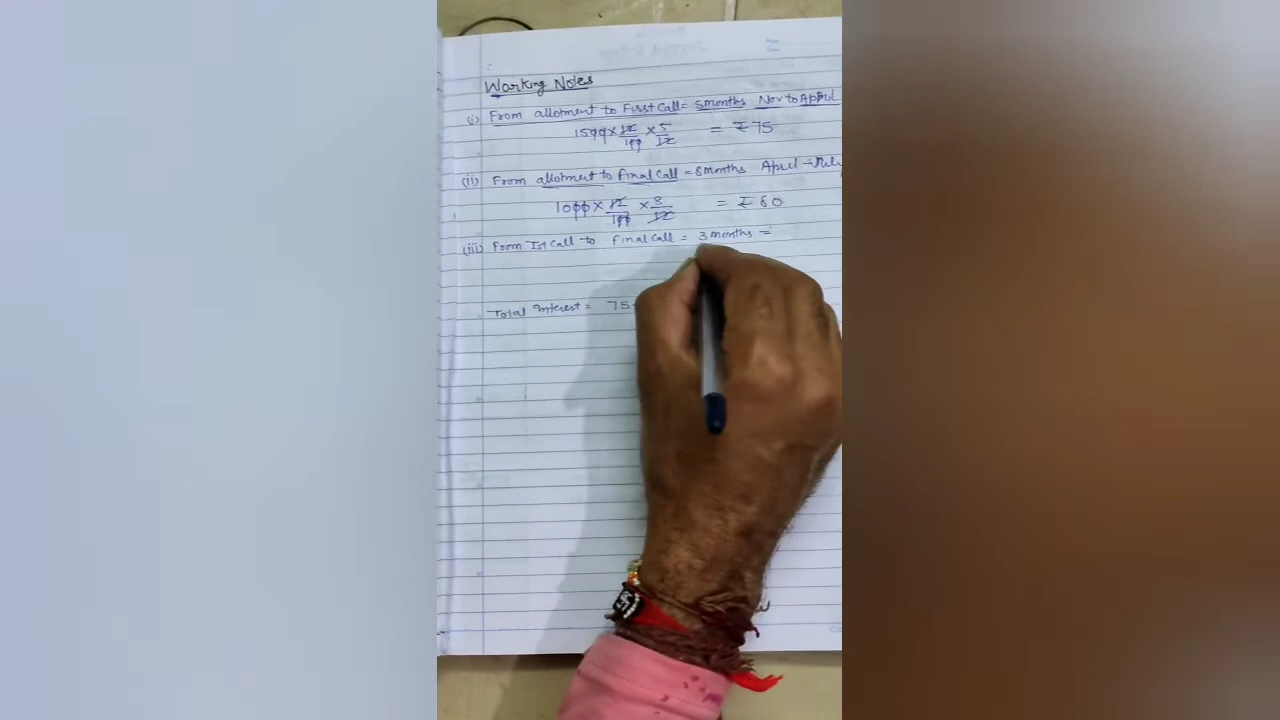 Working Notes
(i) From allotment to First Call = 5 months Nov to April
1500 × 12/100 × 5/12 = ₹75
(ii) From allotment to final Call = 8 months April -
1000 × 12/100 × 8/12 = ₹80
(iii) From Ist Call to final Call = 3 months =
Total Interest = 75